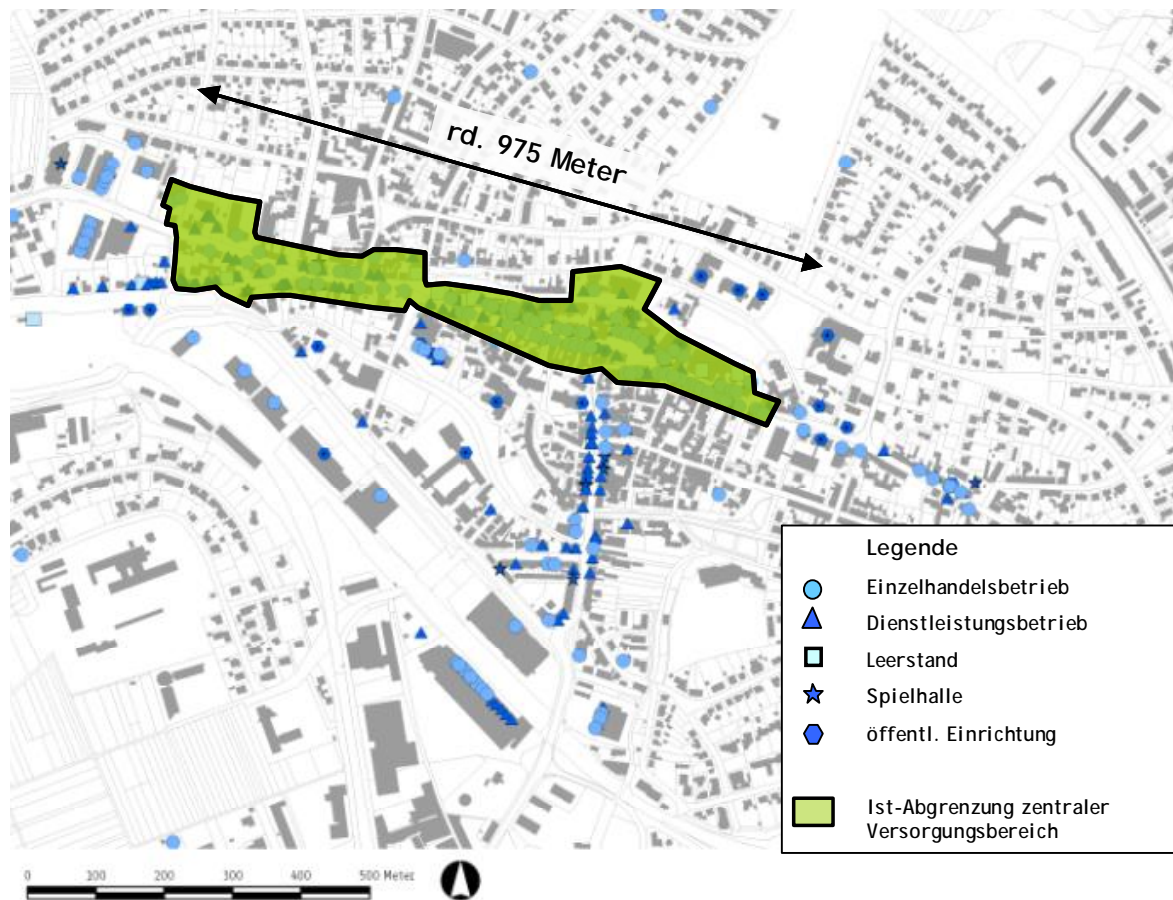 rd. 975 Meter
Legende
Einzelhandelsbetrieb
Dienstleistungsbetrieb
Leerstand
Spielhalle
öffentl. Einrichtung
Ist-Abgrenzung zentraler
Versorgungsbereich
0 100 200 300 400 500 Meter